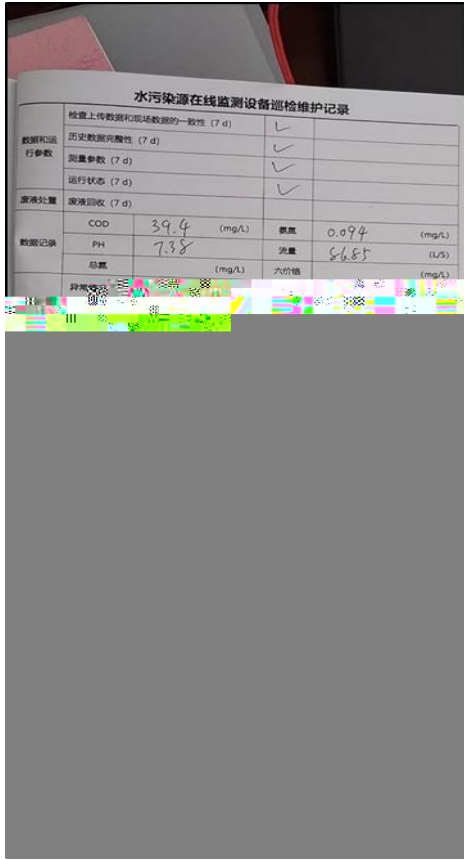 水污染源在线监测设备巡检维护记录
数据和运行参数
检查上传数据和现场数据的一致性 (7 d) ✓
历史数据完整性 (7 d) ✓
测量参数 (7 d) ✓
运行状态 (7 d) ✓
废液处置 废液回收 (7 d)
数据记录
COD 39.4 (mg/L) 氨氮 0.094 (mg/L)
PH 7.38 流量 86.85 (L/S)
总氮 (mg/L) 六价铬 (mg/L)
异常